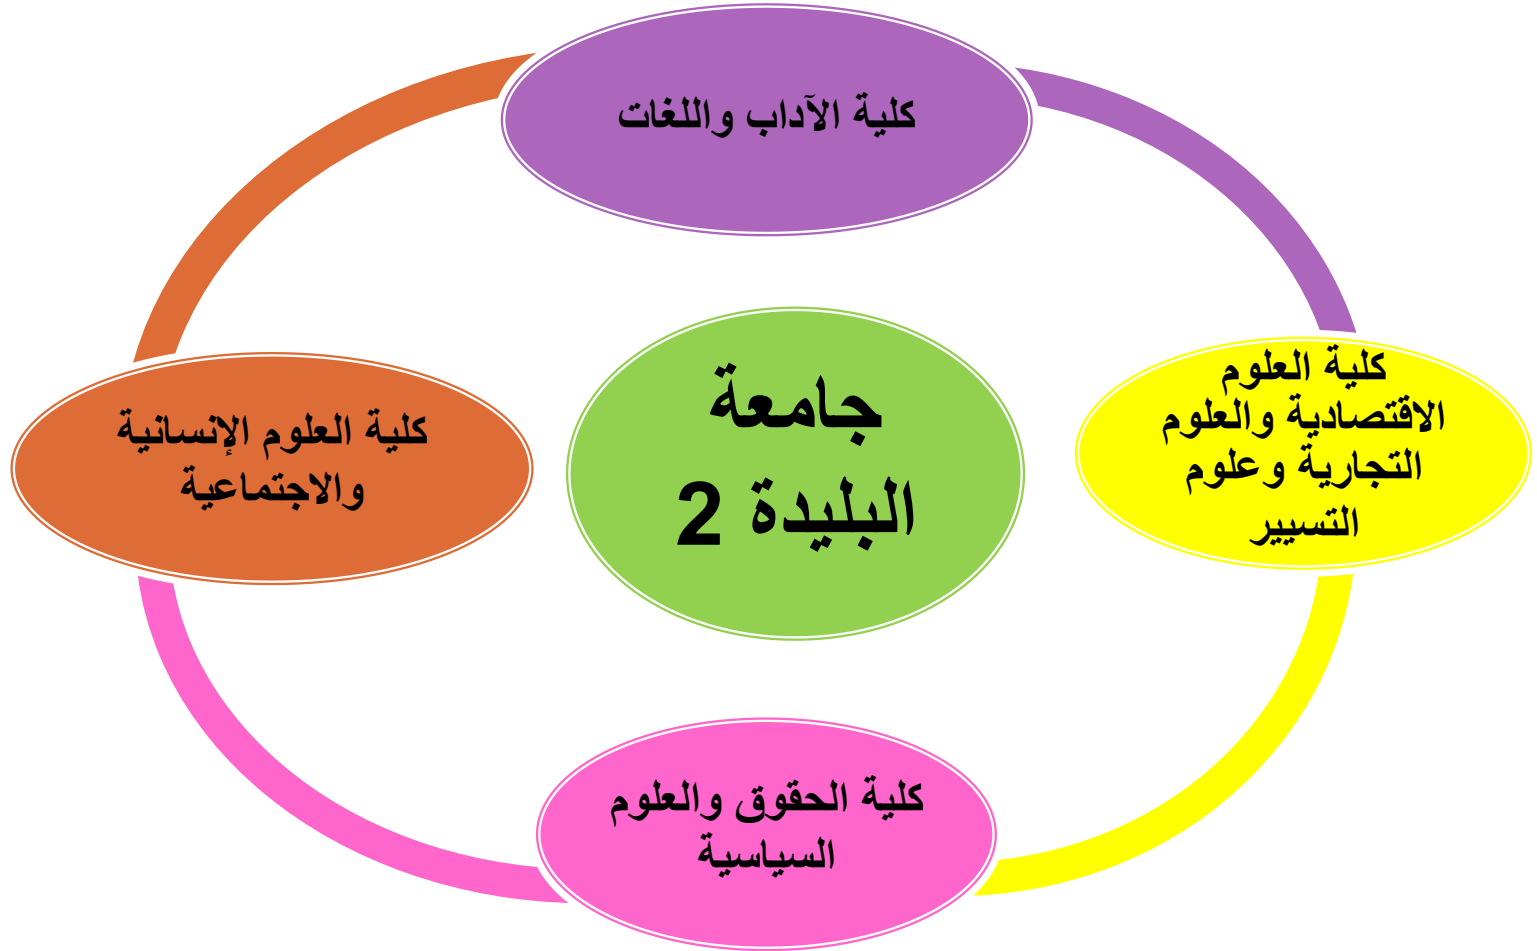 كلية الآداب واللغات
كلية العلوم
الاقتصادية والعلوم
التجارية وعلوم
التسيير
جامعة
البليدة 2
كلية العلوم الإنسانية
والاجتماعية
كلية الحقوق والعلوم
السياسية